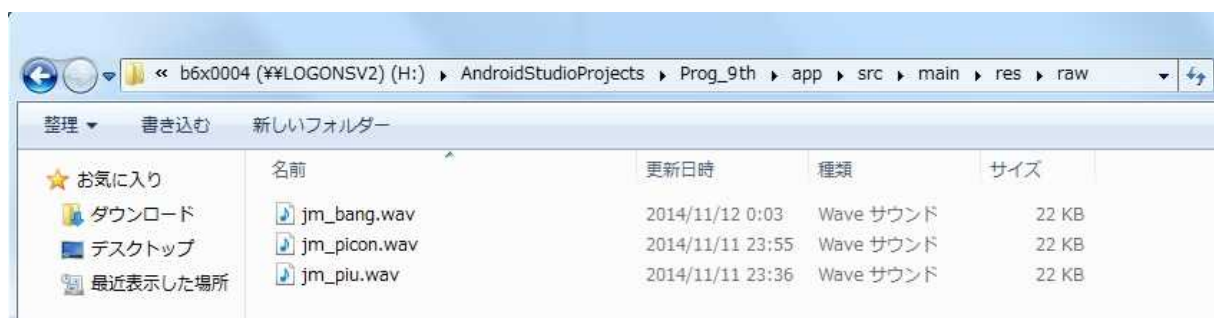 « b6x0004 (¥¥LOGONSV2) (H:) ▸ AndroidStudioProjects ▸ Prog_9th ▸ app ▸ src ▸ main ▸ res ▸ raw
整理 ▼ 書き込む 新しいフォルダー
お気に入り
ダウンロード
デスクトップ
最近表示した場所
名前 更新日時 種類 サイズ
jm_bang.wav 2014/11/12 0:03 Wave サウンド 22 KB
jm_picon.wav 2014/11/11 23:55 Wave サウンド 22 KB
jm_piu.wav 2014/11/11 23:36 Wave サウンド 22 KB